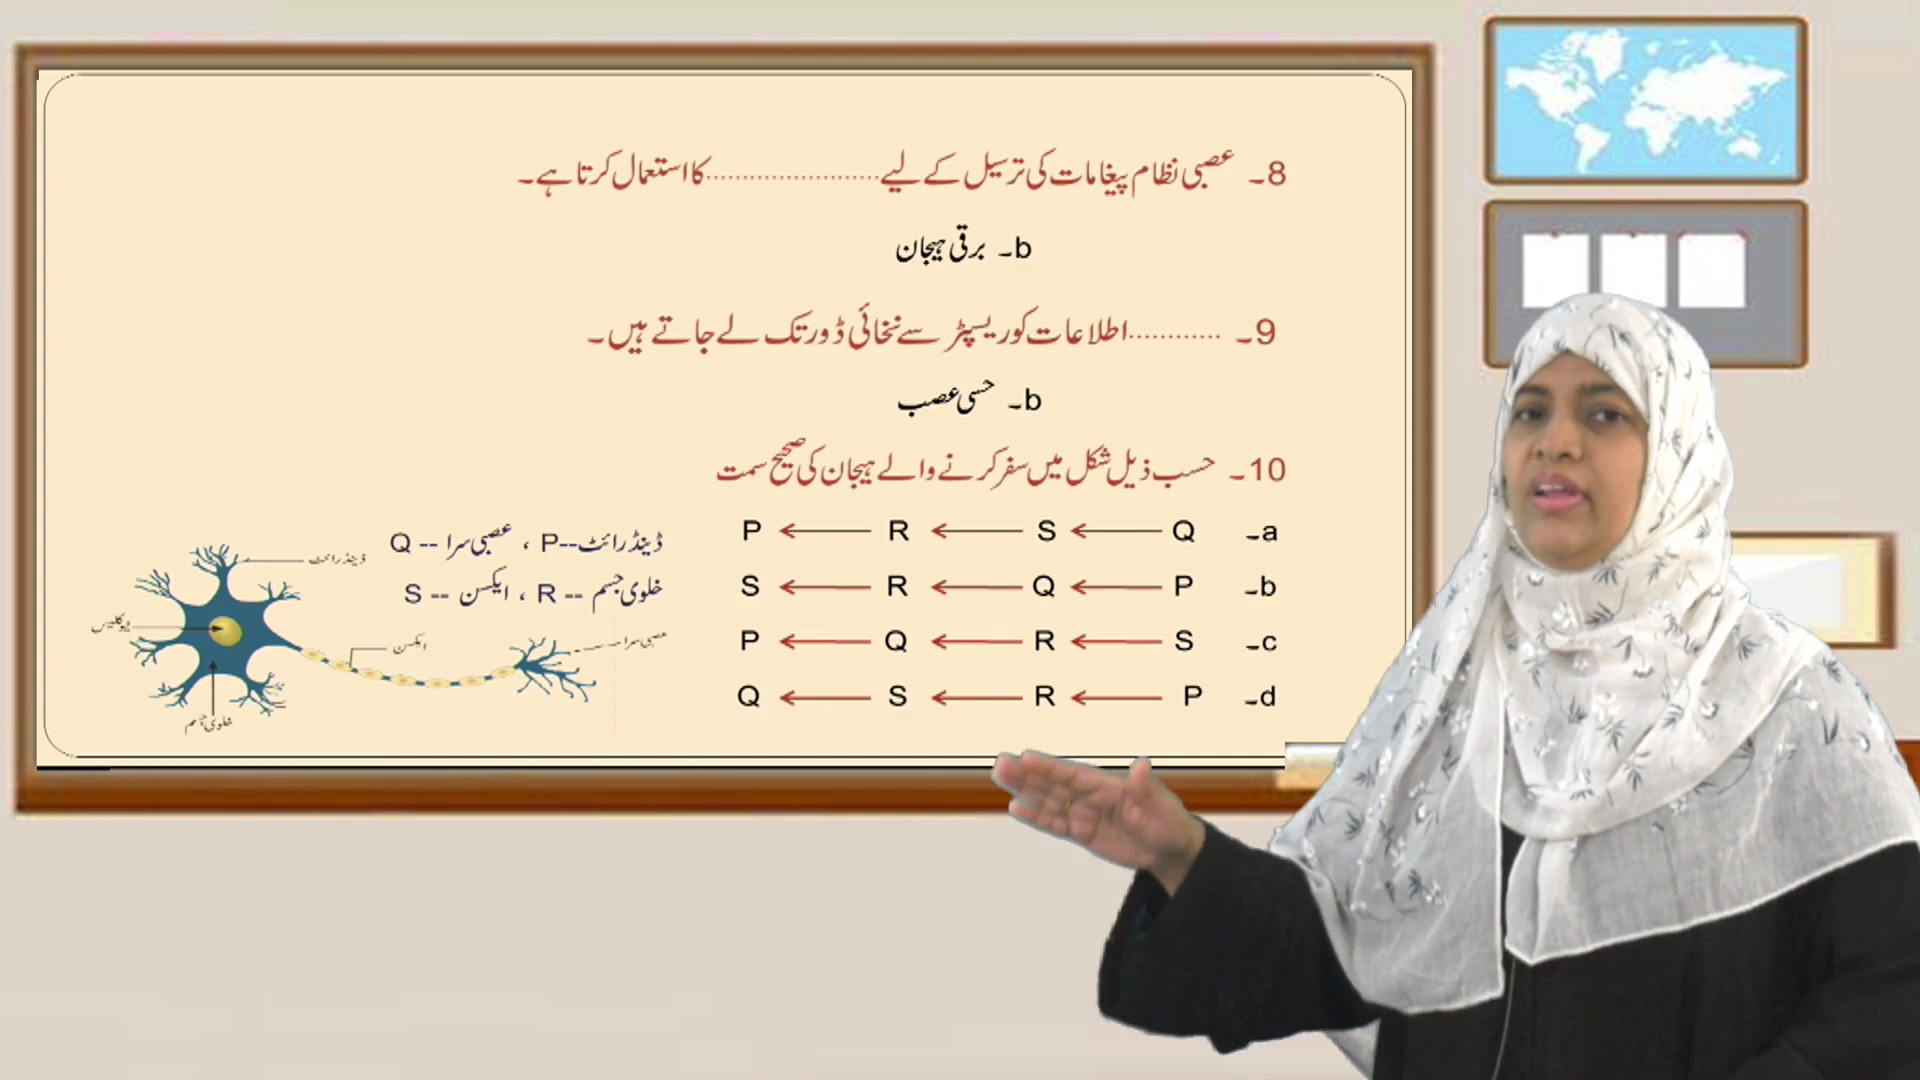 8۔ عصبی نظام پیغامات کی ترسیل کے لیے ........................ کا استعمال کرتا ہے۔
b۔ برقی ہیجان
9۔ ............ اطلاعات کو ریسپٹر سے نخائی ڈور تک لے جاتے ہیں۔
b۔ حسی عصب
10۔ حسب ذیل شکل میں سفر کرنے والے ہیجان کی صحیح سمت
a۔ Q ← S ← R ← P
b۔ P ← Q ← R ← S
c۔ S ← R ← Q ← P
d۔ P ← R ← S ← Q
ڈینڈرائٹ--P ، عصبی سرا -- Q
خلوی جسم -- R ، ایکسن -- S
ڈینڈرائٹ
نیوکلیس
ایکسن
عصبی سرا
خلوی جسم